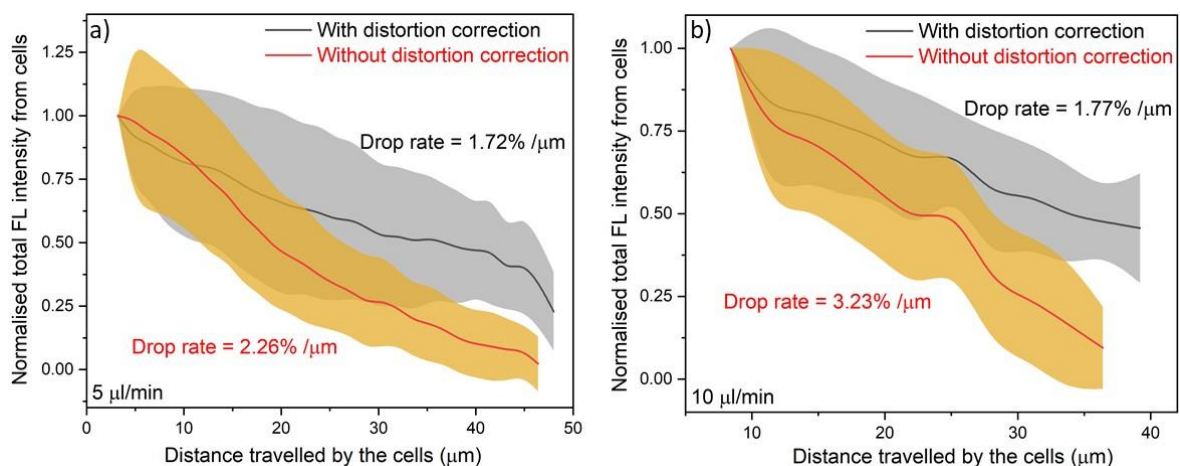 a)
With distortion correction
Without distortion correction
Drop rate = 1.72% /μm
Drop rate = 2.26% /μm
5 μl/min
Normalised total FL intensity from cells
1.25
1.00
0.75
0.50
0.25
0.00
0
10
20
30
40
50
Distance travelled by the cells (μm)
b)
With distortion correction
Without distortion correction
Drop rate = 1.77% /μm
Drop rate = 3.23% /μm
10 μl/min
Normalised total FL intensity from cells
1.00
0.75
0.50
0.25
0.00
10
20
30
40
Distance travelled by the cells (μm)